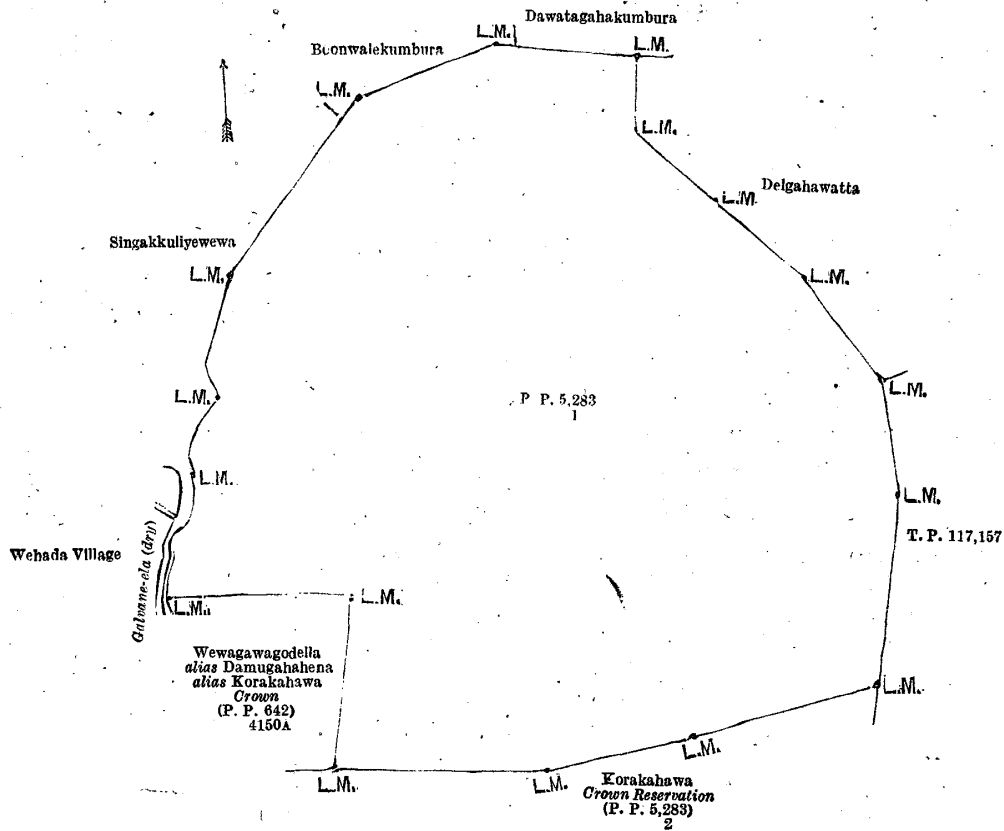 Dawatagahakumbura
L.M.
Boonwalekumbura
L.M.
L.M.
L.M.
Delgahawatta
L.M.
Singakkuliyewewa
L.M.
L.M.
L.M.
L.M.
P P. 5,283
1
L.M.
L.M.
T. P. 117,157
Wehada Village
Galvane-ela (dry)
L.M.
L.M.
Wewagawagodella
alias Damugahahena
alias Korakahawa
Crown
(P. P. 642)
4150A
L.M.
L.M.
L.M.
L.M.
Korakahawa
Crown Reservation
(P. P. 5,283)
2